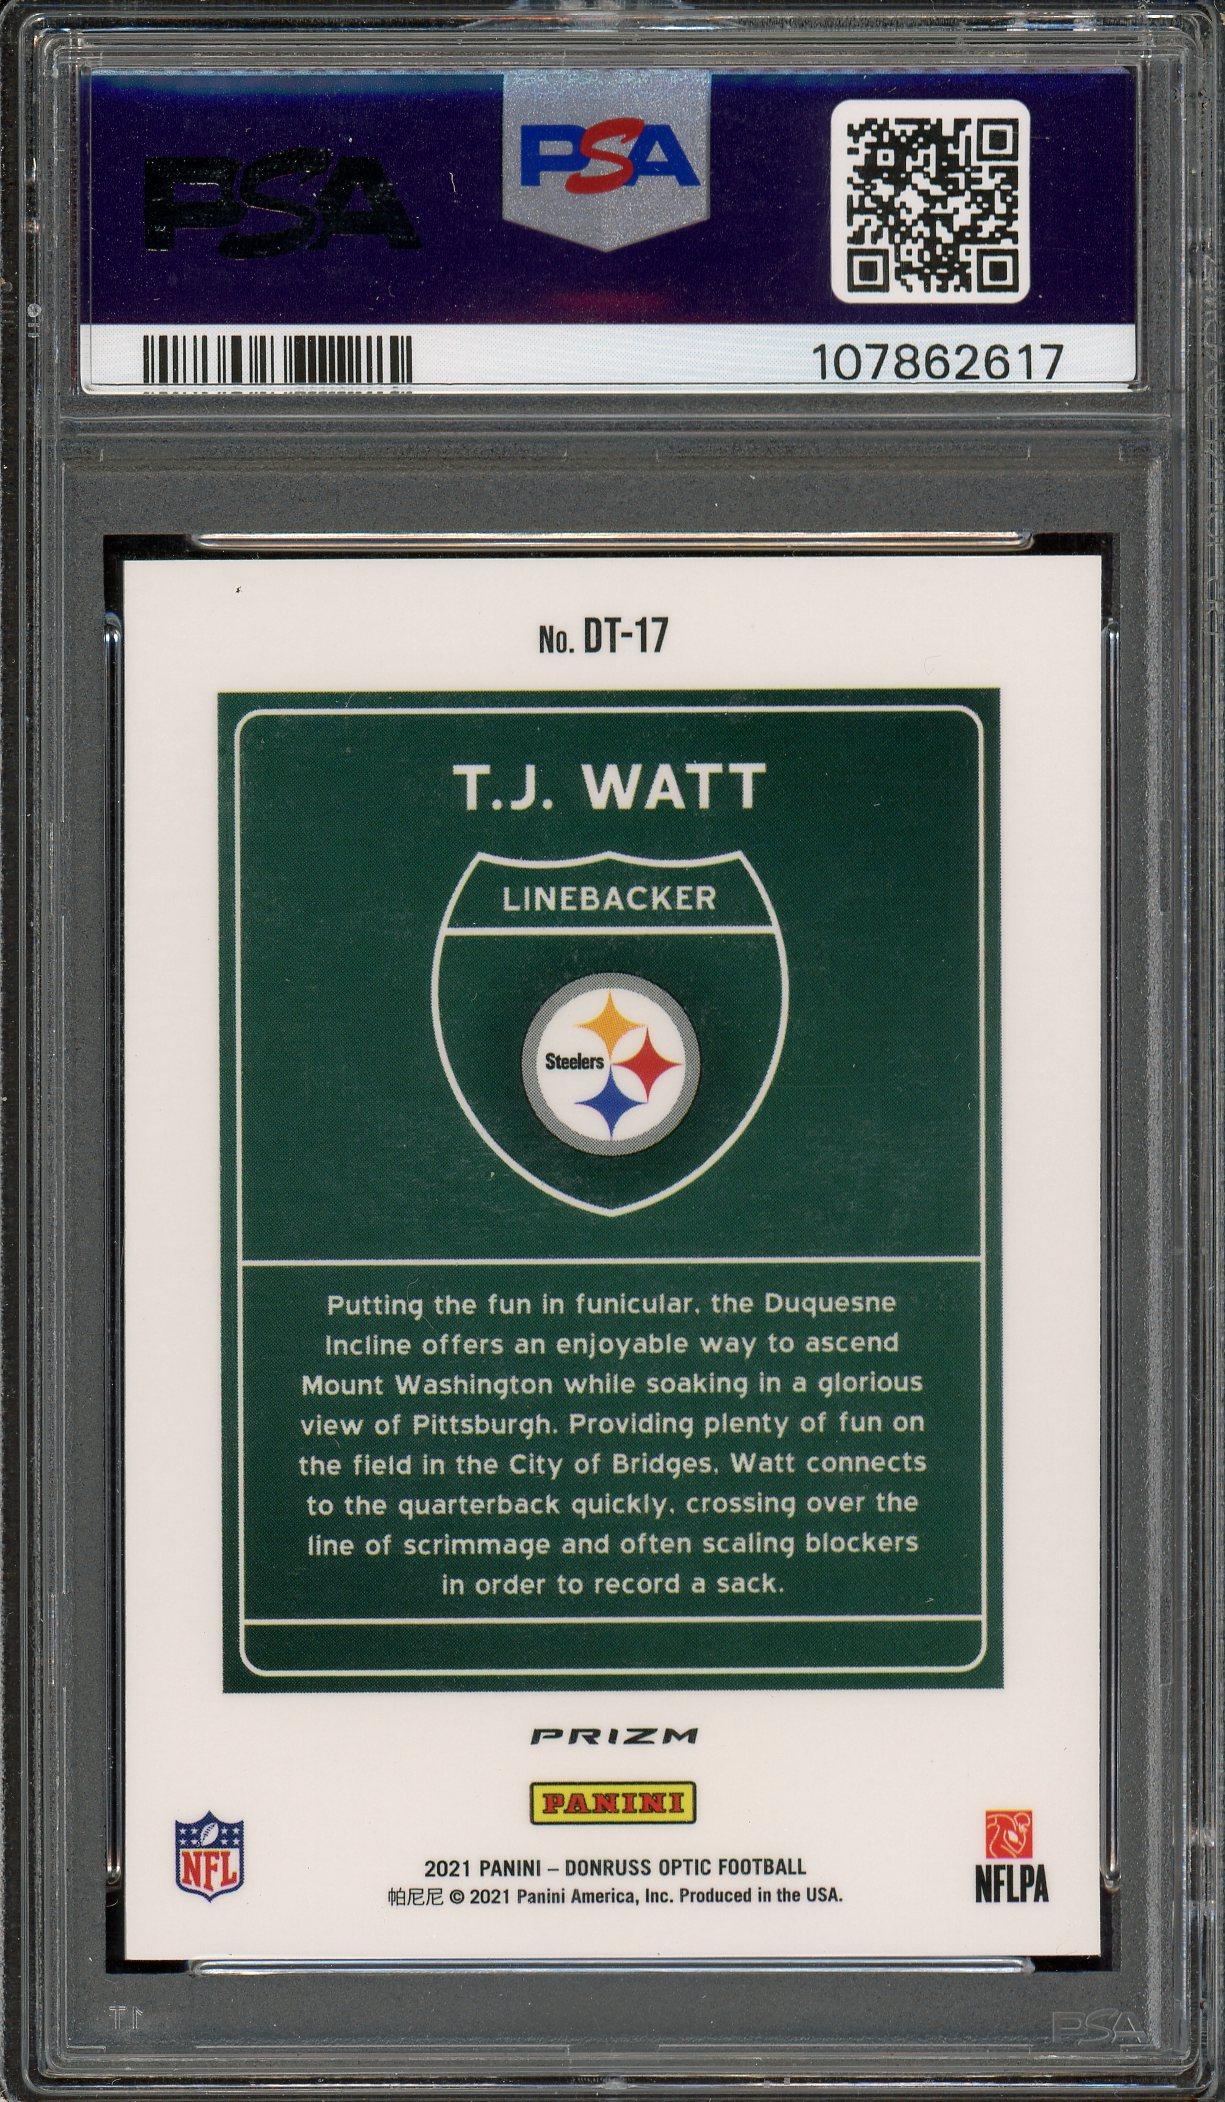 PSA
PSA
107862617
No. DT-17
T.J. WATT
LINEBACKER
Steelers
Putting the fun in funicular, the Duquesne
Incline offers an enjoyable way to ascend
Mount Washington while soaking in a glorious
view of Pittsburgh. Providing plenty of fun on
the field in the City of Bridges, Watt connects
to the quarterback quickly, crossing over the
line of scrimmage and often scaling blockers
in order to record a sack.
PRIZM
PANINI
NFL
NFLPA
2021 PANINI – DONRUSS OPTIC FOOTBALL
帕尼尼 © 2021 Panini America, Inc. Produced in the USA.
PSA